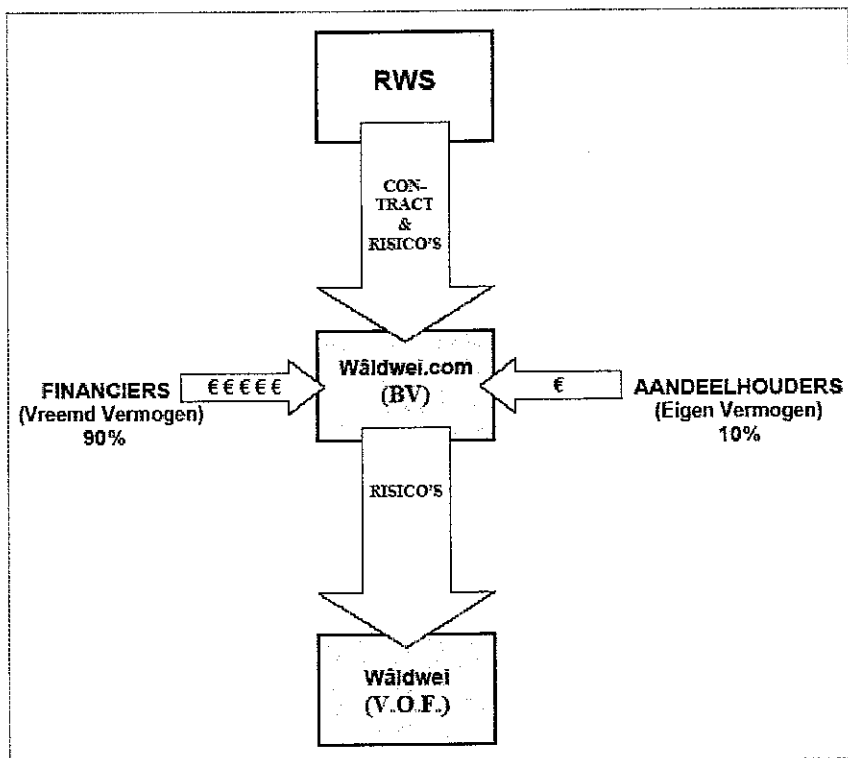 RWS
CON-
TRACT
&
RISICO'S
Wâldwei.com
(BV)
FINANCIERS
(Vreemd Vermogen)
90%
€ € € € €
€
AANDEELHOUDERS
(Eigen Vermogen)
10%
RISICO'S
Wâldwei
(V.O.F.)